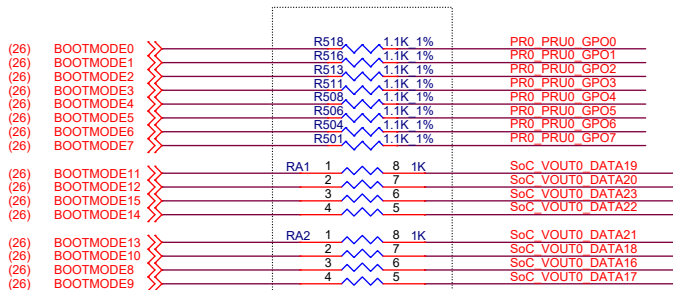 (26) BOOTMODE0 R518 1.1K 1% PR0_PRU0_GPO0
(26) BOOTMODE1 R516 1.1K 1% PR0_PRU0_GPO1
(26) BOOTMODE2 R513 1.1K 1% PR0_PRU0_GPO2
(26) BOOTMODE3 R511 1.1K 1% PR0_PRU0_GPO3
(26) BOOTMODE4 R508 1.1K 1% PR0_PRU0_GPO4
(26) BOOTMODE5 R506 1.1K 1% PR0_PRU0_GPO5
(26) BOOTMODE6 R504 1.1K 1% PR0_PRU0_GPO6
(26) BOOTMODE7 R501 1.1K 1% PR0_PRU0_GPO7
(26) BOOTMODE11 RA1 1 8 1K SoC_VOUT0_DATA19
(26) BOOTMODE12 2 7 SoC_VOUT0_DATA20
(26) BOOTMODE15 3 6 SoC_VOUT0_DATA23
(26) BOOTMODE14 4 5 SoC_VOUT0_DATA22
(26) BOOTMODE13 RA2 1 8 1K SoC_VOUT0_DATA21
(26) BOOTMODE10 2 7 SoC_VOUT0_DATA18
(26) BOOTMODE8 3 6 SoC_VOUT0_DATA16
(26) BOOTMODE9 4 5 SoC_VOUT0_DATA17